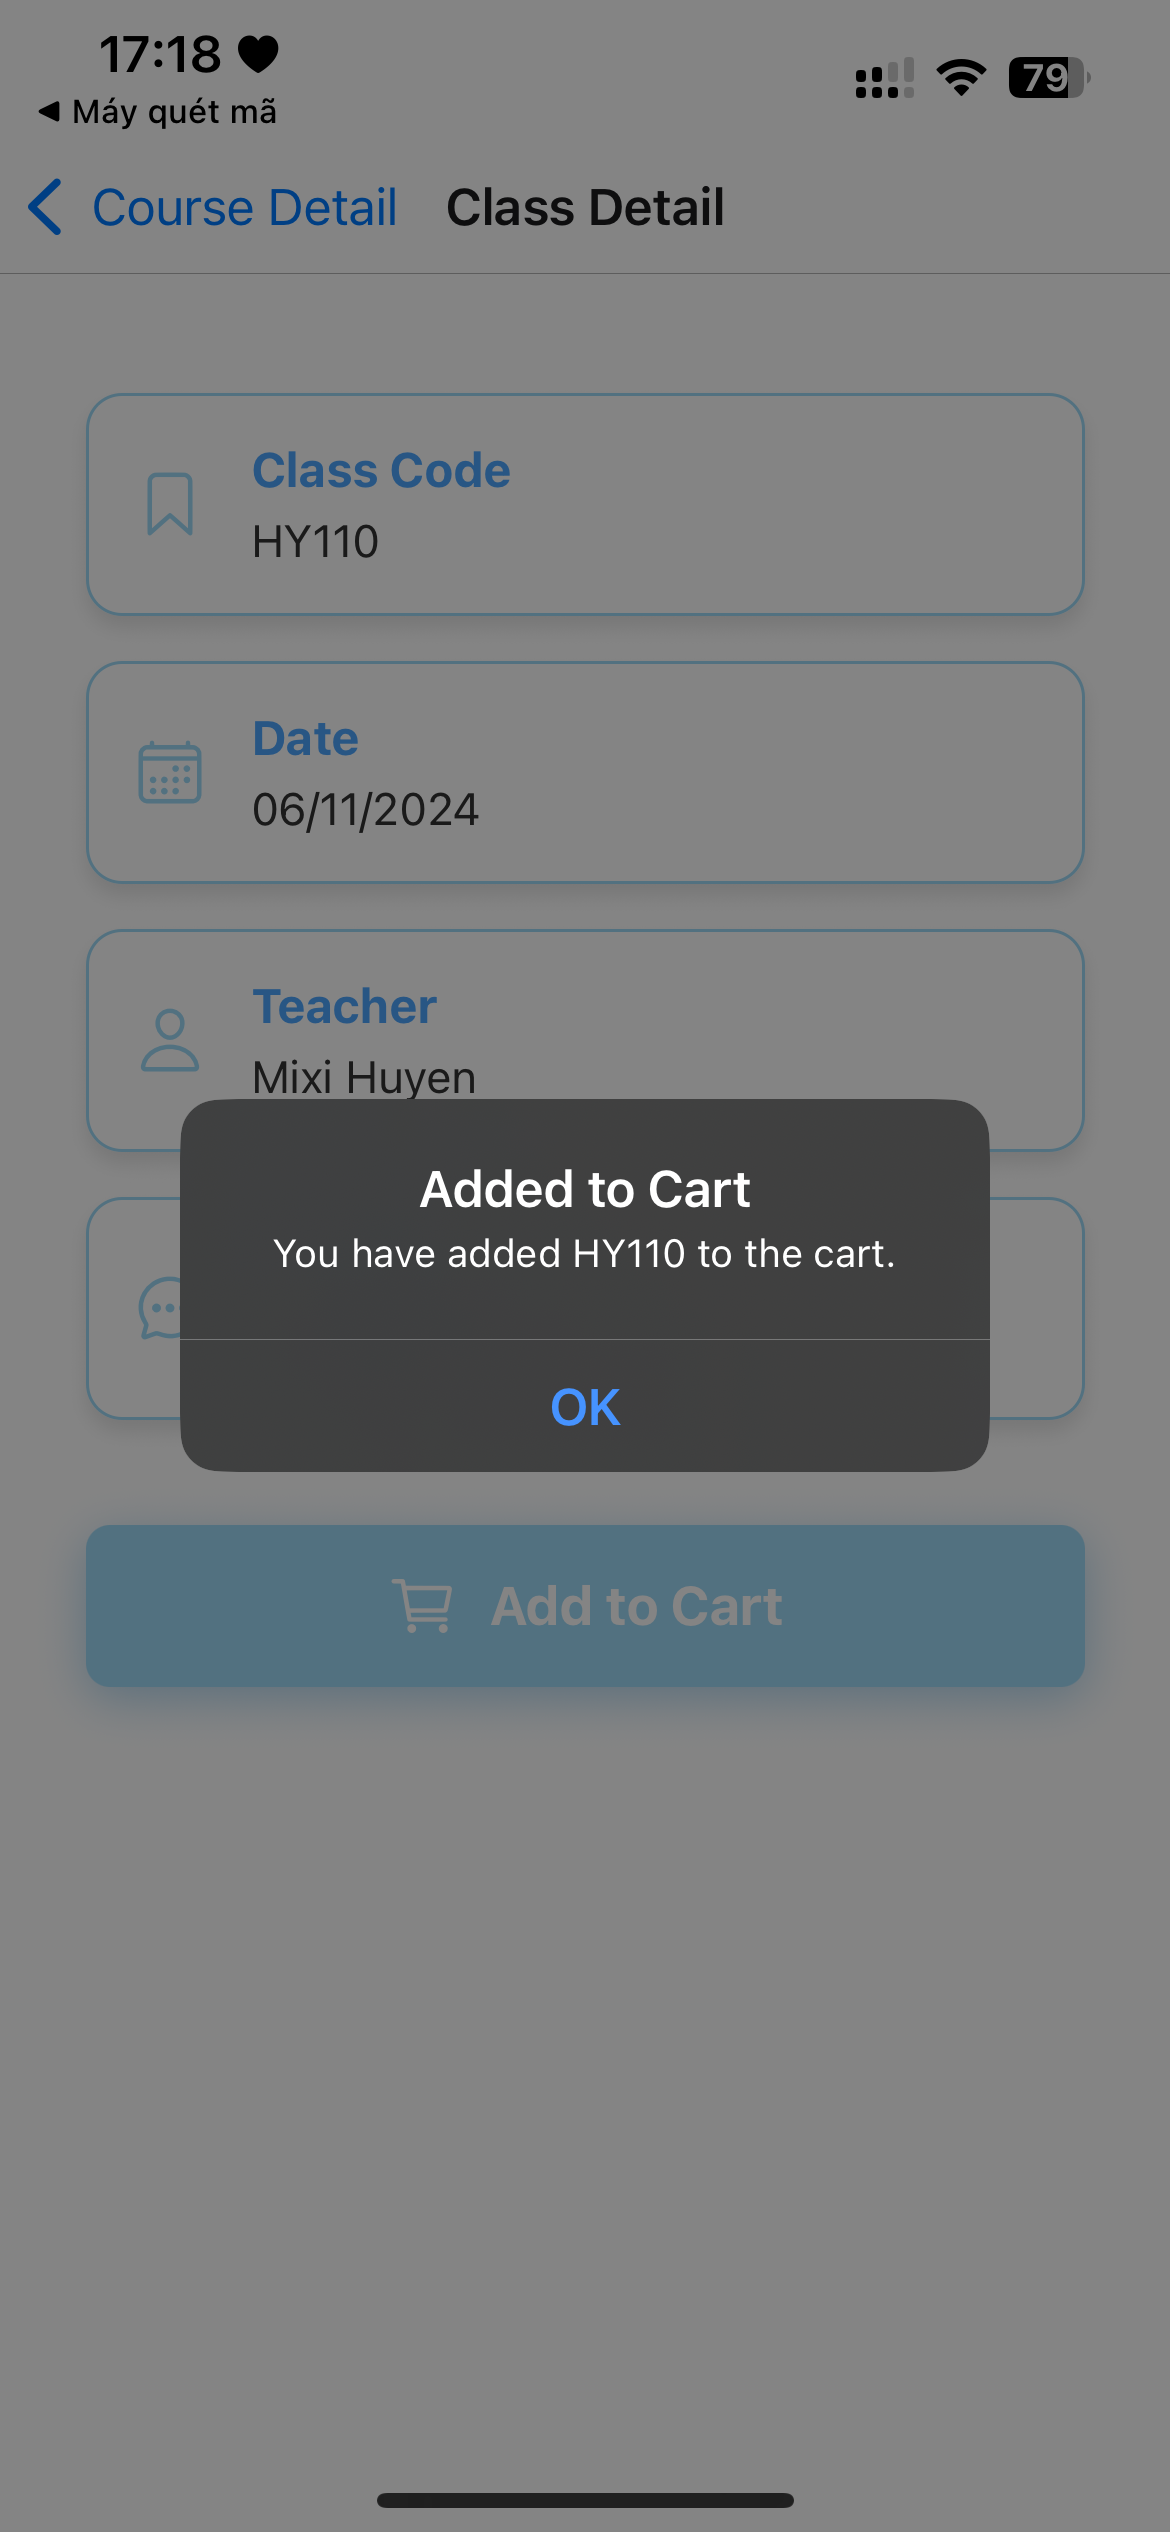 17:18
Máy quét mã
79
Course Detail
Class Detail
Class Code
HY110
Date
06/11/2024
Teacher
Mixi Huyen
Added to Cart
You have added HY110 to the cart.
OK
Add to Cart